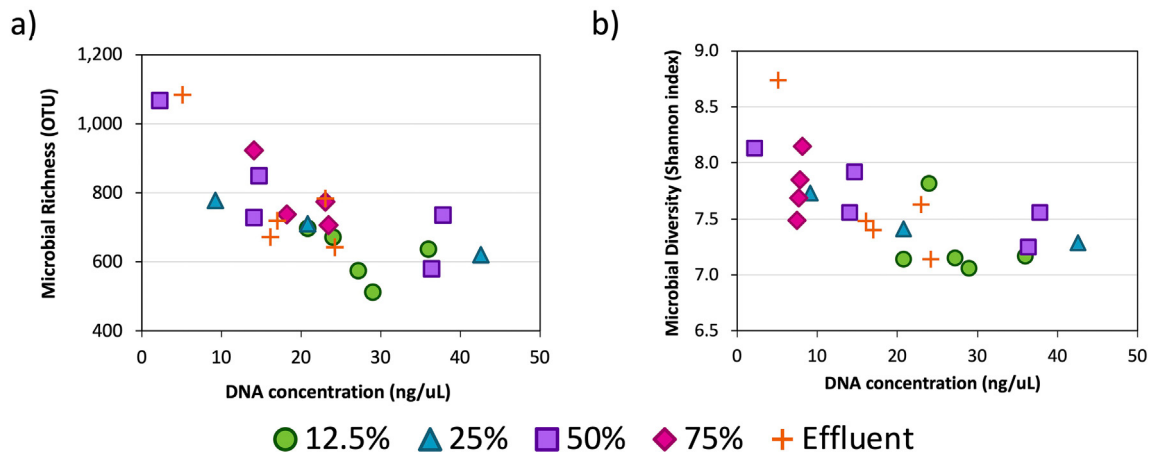 a)
1,200
1,000
800
600
400
0 10 20 30 40 50
Microbial Richness (OTU)
DNA concentration (ng/uL)
b)
9.0
8.5
8.0
7.5
7.0
6.5
0 10 20 30 40 50
Microbial Diversity (Shannon index)
DNA concentration (ng/uL)
12.5% 25% 50% 75% Effluent